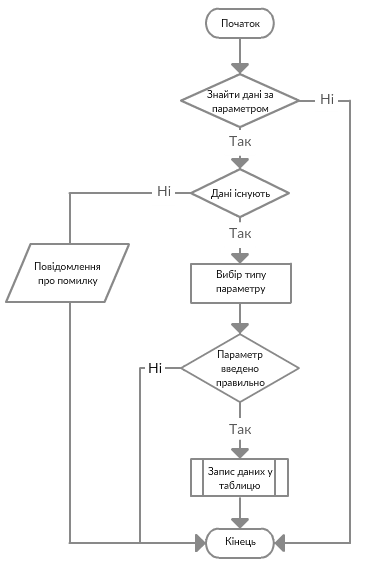 Початок
Знайти дані за
параметром
Ні
Так
Ні
Дані існують
Так
Повідомлення
про помилку
Вибір типу
параметру
Параметр
введено
правильно
Ні
Так
Запис даних у
таблицю
Кінець